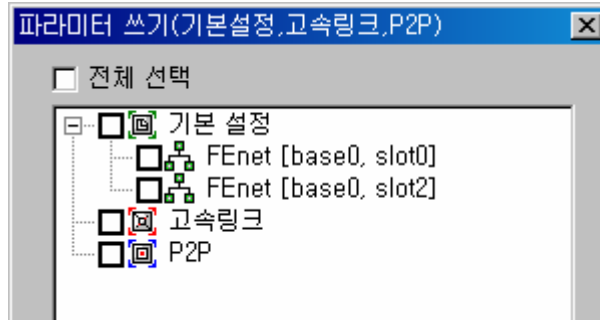 파라미터 쓰기(기본설정,고속링크,P2P)
전체 선택
기본 설정
FEnet [base0, slot0]
FEnet [base0, slot2]
고속링크
P2P